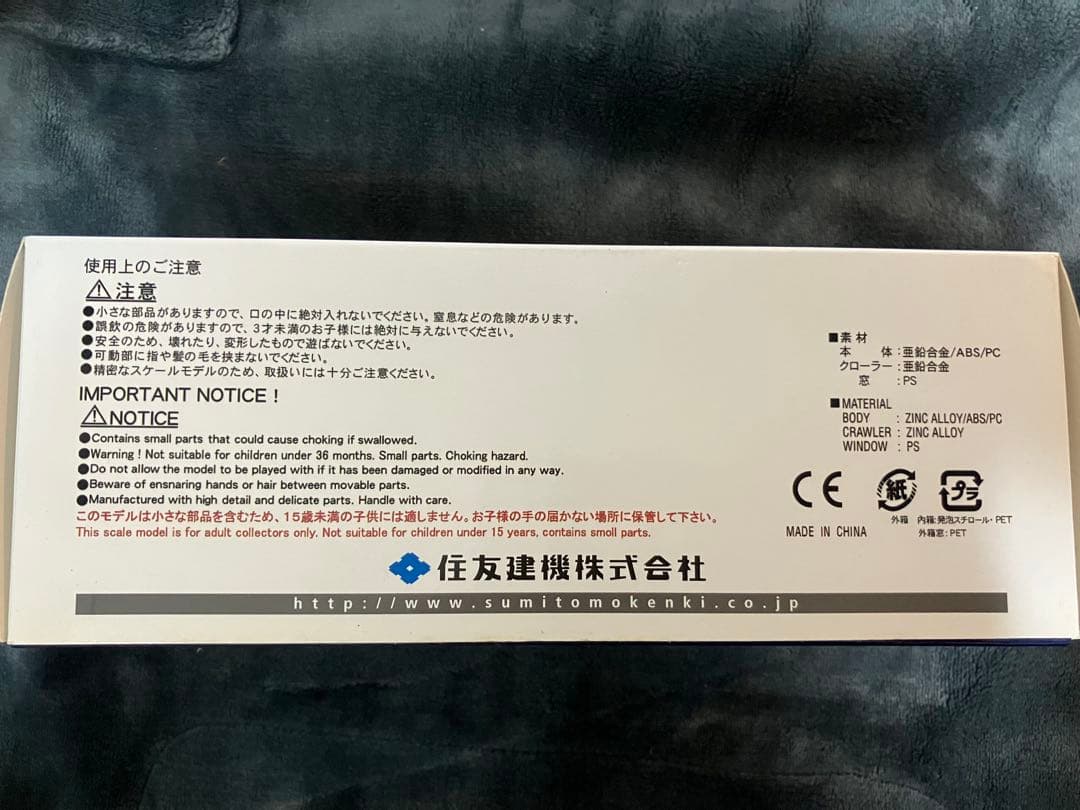 使用上のご注意
⚠注意
●小さな部品がありますので、口の中に絶対入れないでください。窒息などの危険があります。
●誤飲の危険がありますので、3才未満のお子様には絶対に与えないでください。
●安全のため、壊れたり、変形したもので遊ばないでください。
●可動部に指や髪の毛を挟まないでください。
●精密なスケールモデルのため、取扱いには十分ご注意ください。
IMPORTANT NOTICE !
⚠NOTICE
●Contains small parts that could cause choking if swallowed.
●Warning ! Not suitable for children under 36 months. Small parts. Choking hazard.
●Do not allow the model to be played with if it has been damaged or modified in any way.
●Beware of ensnaring hands or hair between movable parts.
●Manufactured with high detail and delicate parts. Handle with care.
このモデルは小さな部品を含むため、15歳未満の子供には適しません。お子様の手の届かない場所に保管して下さい。
This scale model is for adult collectors only. Not suitable for children under 15 years, contains small parts.
■素材
本体:亜鉛合金/ABS/PC
クローラー:亜鉛合金
窓:PS
■MATERIAL
BODY : ZINC ALLOY/ABS/PC
CRAWLER : ZINC ALLOY
WINDOW : PS
CE 紙 プラ
MADE IN CHINA
外箱
内箱:発泡スチロール・PET
外箱窓:PET
住友建機株式会社
http://www.sumitomokenki.co.jp